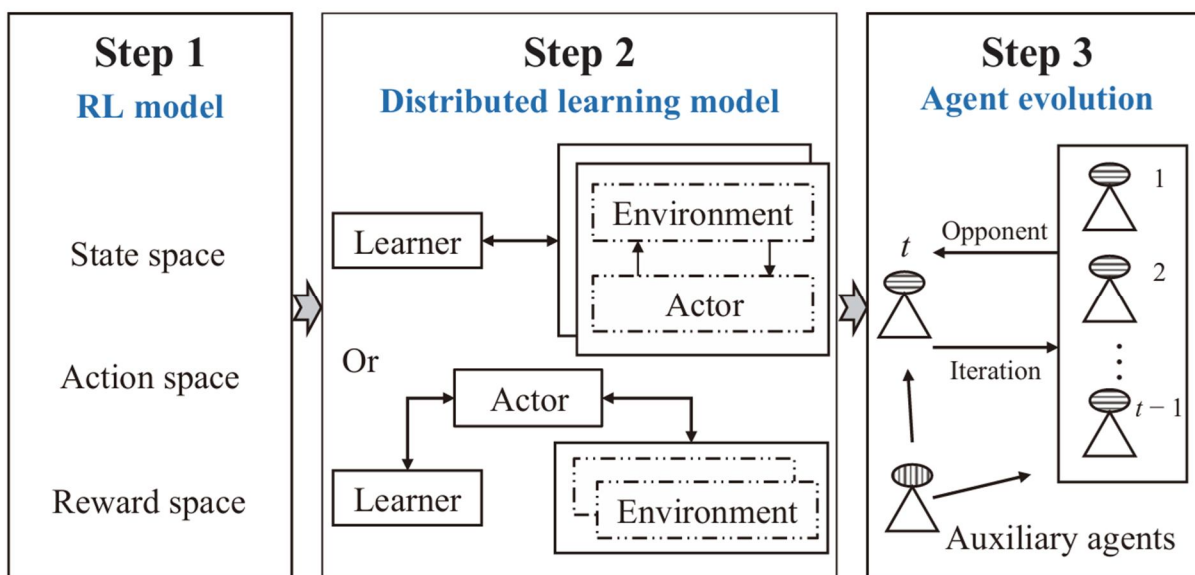 Step 1
RL model
State space
Action space
Reward space
Step 2
Distributed learning model
Learner
Environment
Actor
Or
Actor
Learner
Environment
Step 3
Agent evolution
1
Opponent
t
2
Iteration
⋮
t − 1
Auxiliary agents